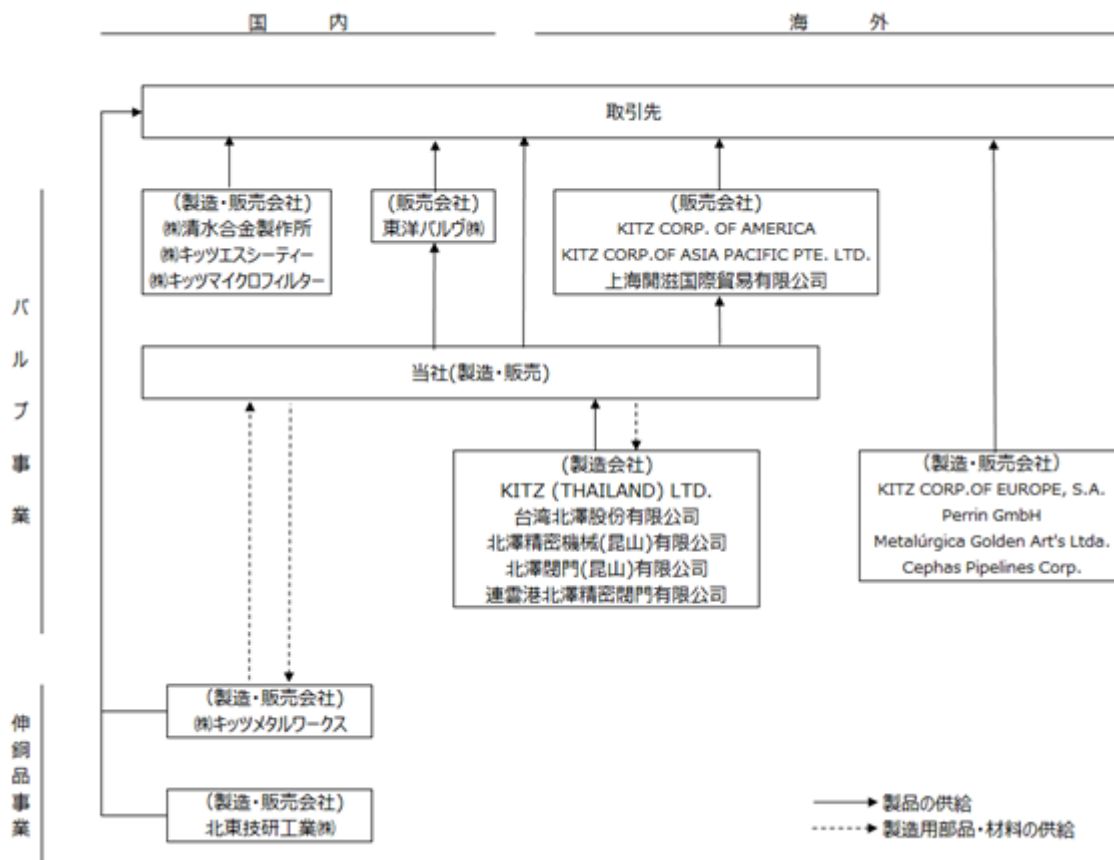 国内
海外
取引先
(製造・販売会社)
㈱清水合金製作所
㈱キッツエスシーティー
㈱キッツマイクロフィルター
(販売会社)
東洋バルヴ㈱
(販売会社)
KITZ CORP. OF AMERICA
KITZ CORP.OF ASIA PACIFIC PTE. LTD.
上海開滋国際貿易有限公司
バルブ事業
当社(製造・販売)
(製造会社)
KITZ (THAILAND) LTD.
台湾北澤股份有限公司
北澤精密機械(昆山)有限公司
北澤閥門(昆山)有限公司
連雲港北澤精密閥門有限公司
(製造・販売会社)
KITZ CORP.OF EUROPE, S.A.
Perrin GmbH
Metalúrgica Golden Art's Ltda.
Cephas Pipelines Corp.
伸銅品事業
(製造・販売会社)
㈱キッツメタルワークス
(製造・販売会社)
北東技研工業㈱
製品の供給
製造用部品・材料の供給